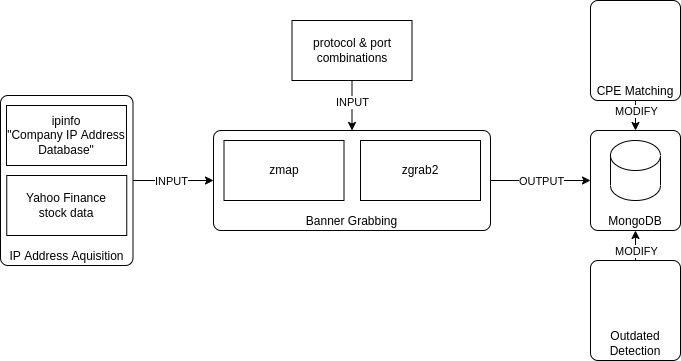 protocol & port
combinations
CPE Matching
INPUT
MODIFY
ipinfo
"Company IP Address
Database"
Yahoo Finance
stock data
IP Address Aquisition
INPUT
zmap
zgrab2
Banner Grabbing
OUTPUT
MongoDB
MODIFY
Outdated
Detection